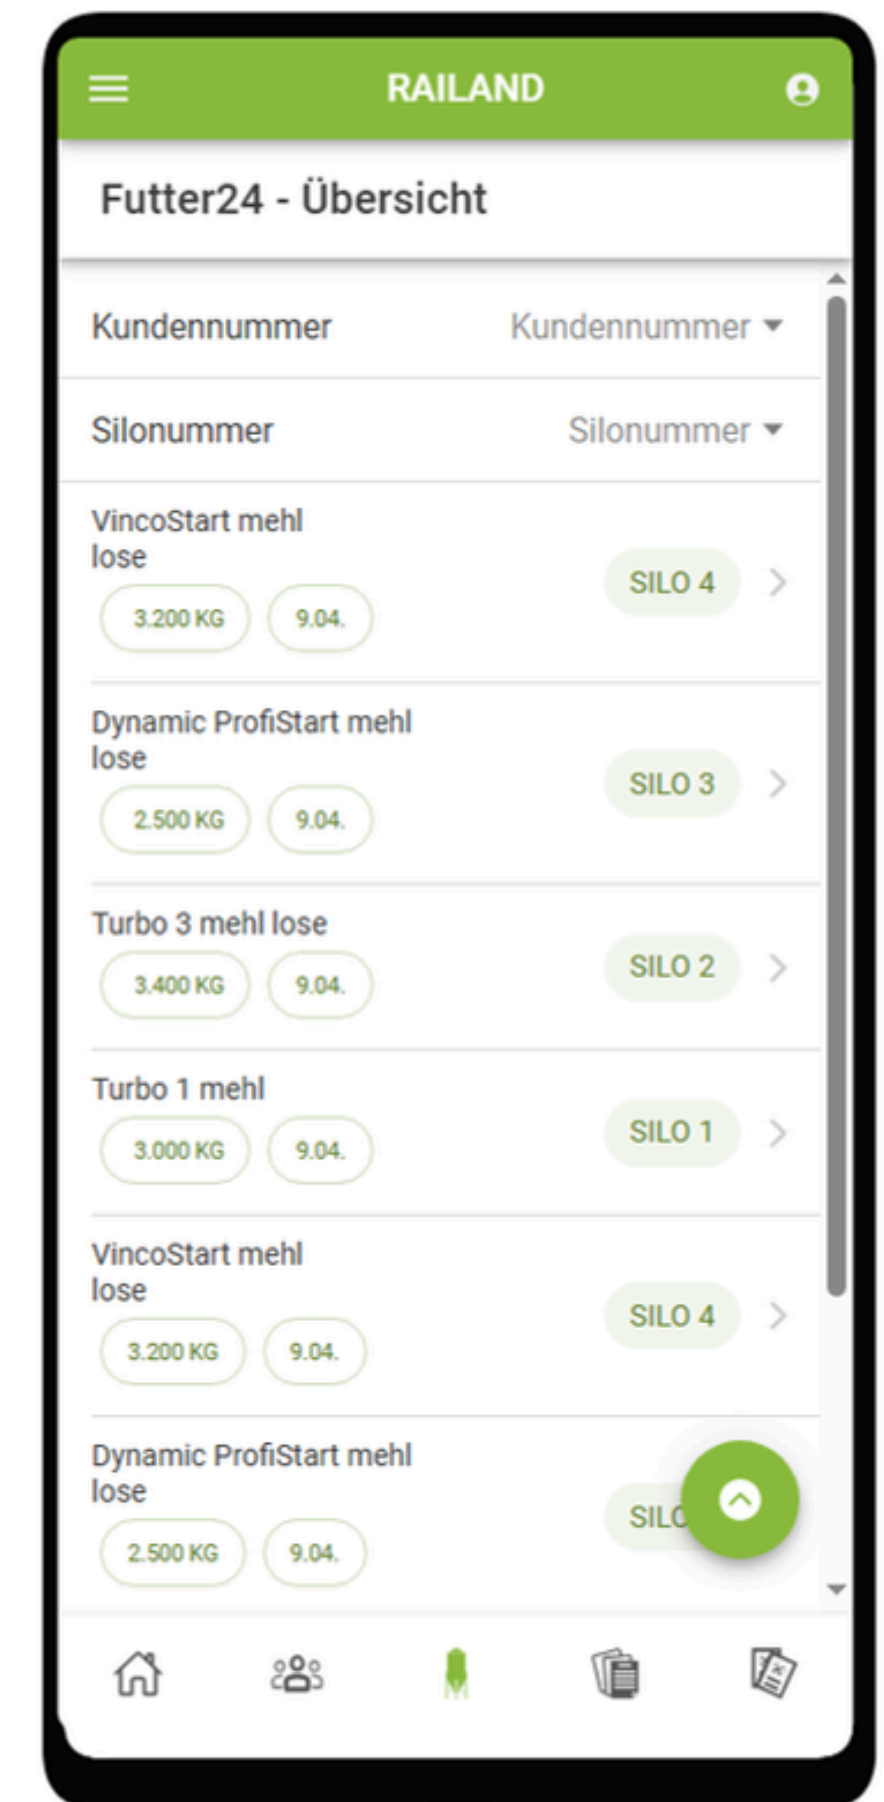 RAILAND
Futter24 - Übersicht
Kundennummer Kundennummer
Silonummer Silonummer
VincoStart mehl
lose
SILO 4
3.200 KG 9.04.
Dynamic ProfiStart mehl
lose
SILO 3
2.500 KG 9.04.
Turbo 3 mehl lose
SILO 2
3.400 KG 9.04.
Turbo 1 mehl
SILO 1
3.000 KG 9.04.
VincoStart mehl
lose
SILO 4
3.200 KG 9.04.
Dynamic ProfiStart mehl
lose
2.500 KG 9.04.